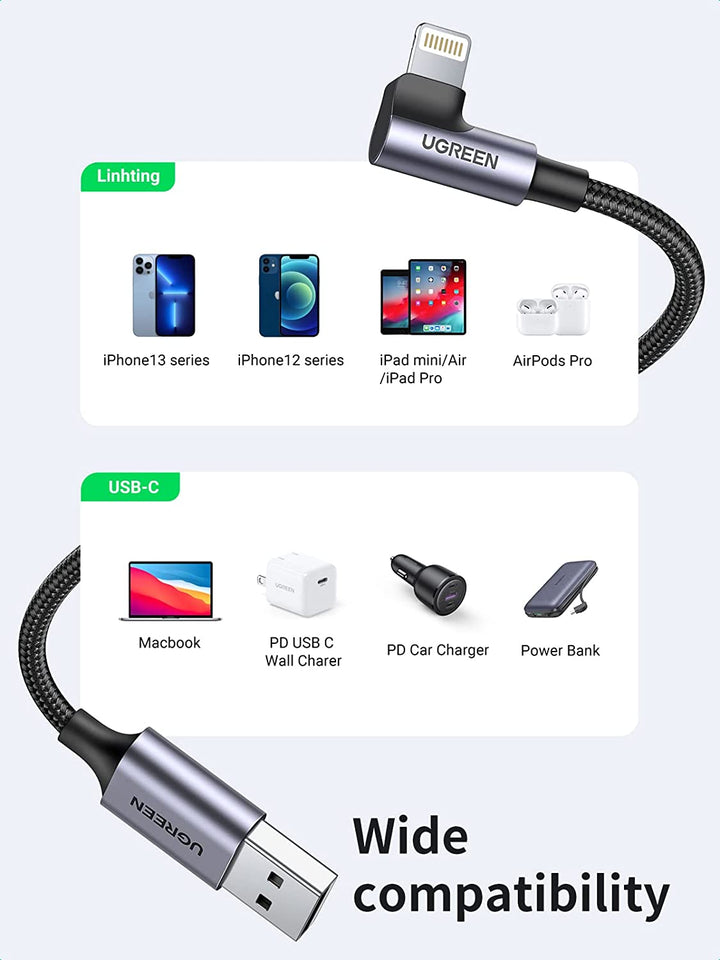 UGREEN
Linhting
iPhone13 series
iPhone12 series
iPad mini/Air
/iPad Pro
AirPods Pro
USB-C
UGREEN
Macbook
PD USB C
Wall Charer
PD Car Charger
Power Bank
UGREEN
Wide
compatibility